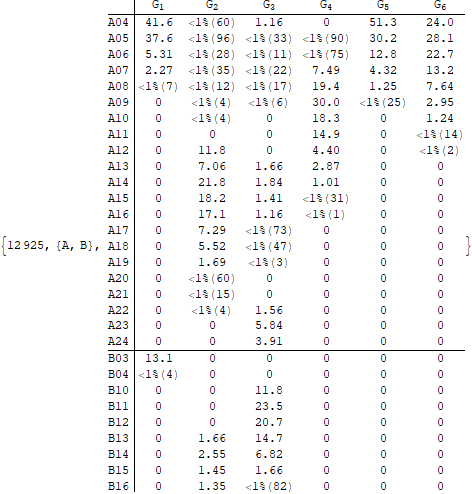 G1 G2 G3 G4 G5 G6
A04 41.6 <1%(60) 1.16 0 51.3 24.0
A05 37.6 <1%(96) <1%(33) <1%(90) 30.2 28.1
A06 5.31 <1%(28) <1%(11) <1%(75) 12.8 22.7
A07 2.27 <1%(35) <1%(22) 7.49 4.32 13.2
A08 <1%(7) <1%(12) <1%(17) 19.4 1.25 7.64
A09 0 <1%(4) <1%(6) 30.0 <1%(25) 2.95
A10 0 <1%(4) 0 18.3 0 1.24
A11 0 0 0 14.9 0 <1%(14)
A12 0 11.8 0 4.40 0 <1%(2)
A13 0 7.06 1.66 2.87 0 0
A14 0 21.8 1.84 1.01 0 0
A15 0 18.2 1.41 <1%(31) 0 0
A16 0 17.1 1.16 <1%(1) 0 0
A17 0 7.29 <1%(73) 0 0 0
{12925, {A, B}, A18 0 5.52 <1%(47) 0 0 0 }
A19 0 1.69 <1%(3) 0 0 0
A20 0 <1%(60) 0 0 0 0
A21 0 <1%(15) 0 0 0 0
A22 0 <1%(4) 1.56 0 0 0
A23 0 0 5.84 0 0 0
A24 0 0 3.91 0 0 0
B03 13.1 0 0 0 0 0
B04 <1%(4) 0 0 0 0 0
B10 0 0 11.8 0 0 0
B11 0 0 23.5 0 0 0
B12 0 0 20.7 0 0 0
B13 0 1.66 14.7 0 0 0
B14 0 2.55 6.82 0 0 0
B15 0 1.45 1.66 0 0 0
B16 0 1.35 <1%(82) 0 0 0